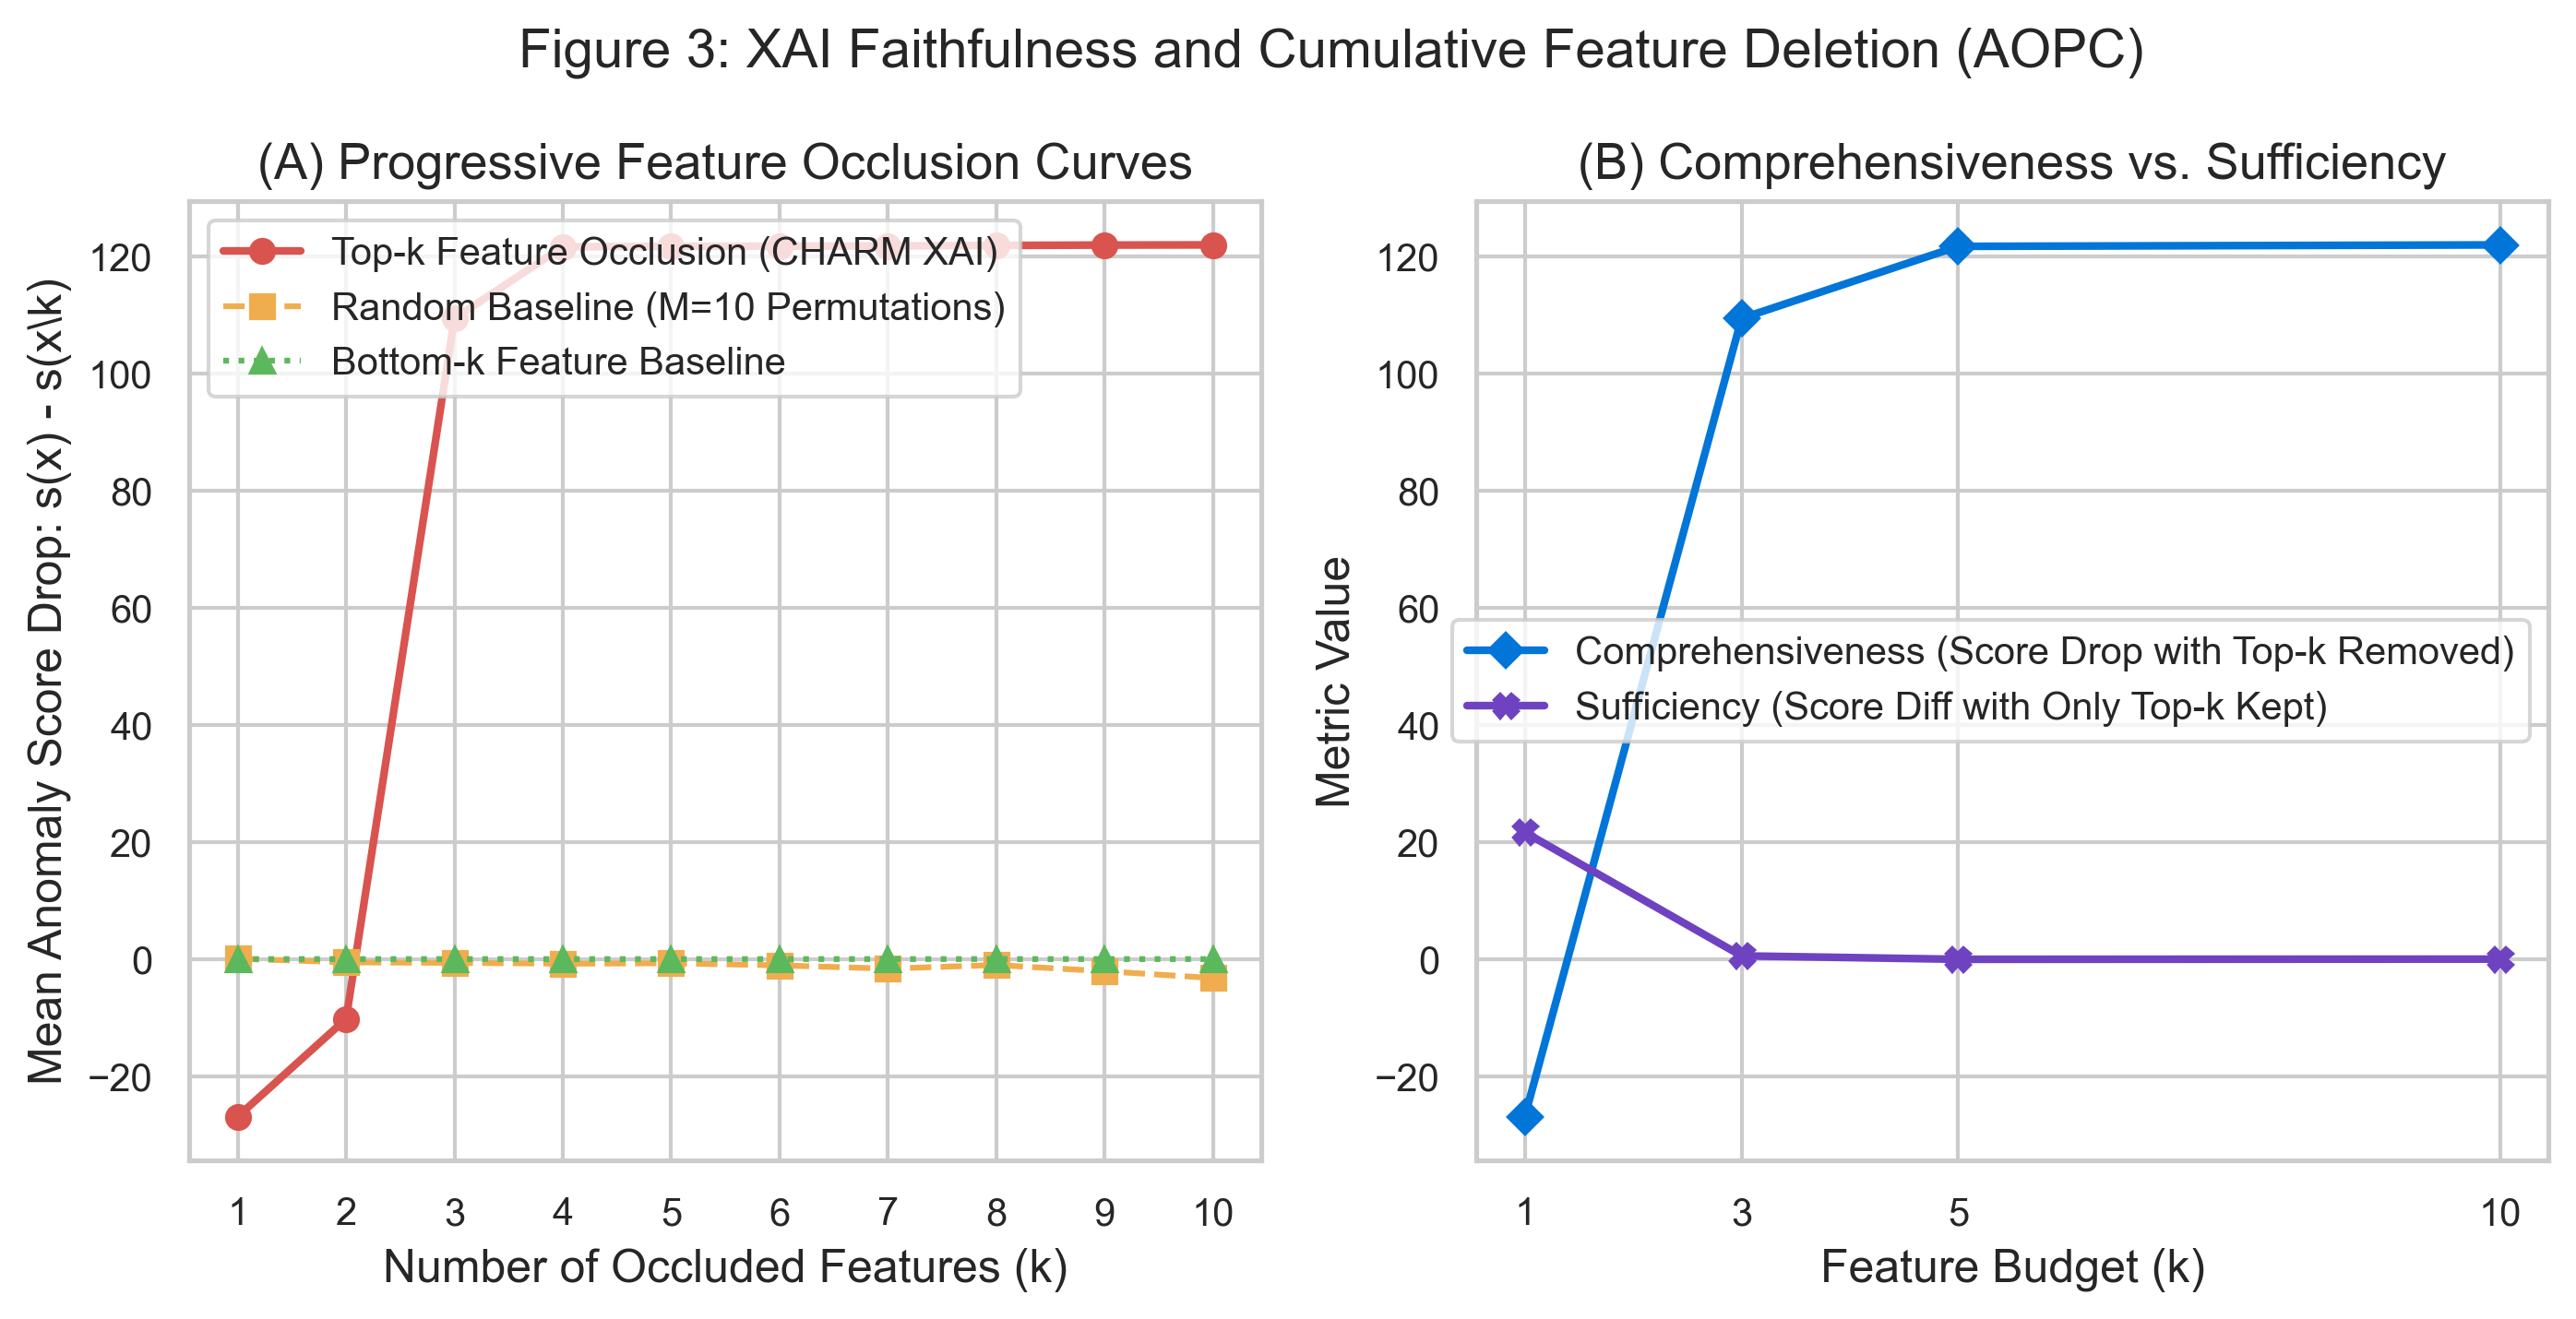 Figure 3: XAI Faithfulness and Cumulative Feature Deletion (AOPC)
(A) Progressive Feature Occlusion Curves
Mean Anomaly Score Drop: s(x) - s(x\k)
120
100
80
60
40
20
0
−20
Top-k Feature Occlusion (CHARM XAI)
Random Baseline (M=10 Permutations)
Bottom-k Feature Baseline
1 2 3 4 5 6 7 8 9 10
Number of Occluded Features (k)
(B) Comprehensiveness vs. Sufficiency
Metric Value
120
100
80
60
40
20
0
−20
Comprehensiveness (Score Drop with Top-k Removed)
Sufficiency (Score Diff with Only Top-k Kept)
1 3 5 10
Feature Budget (k)